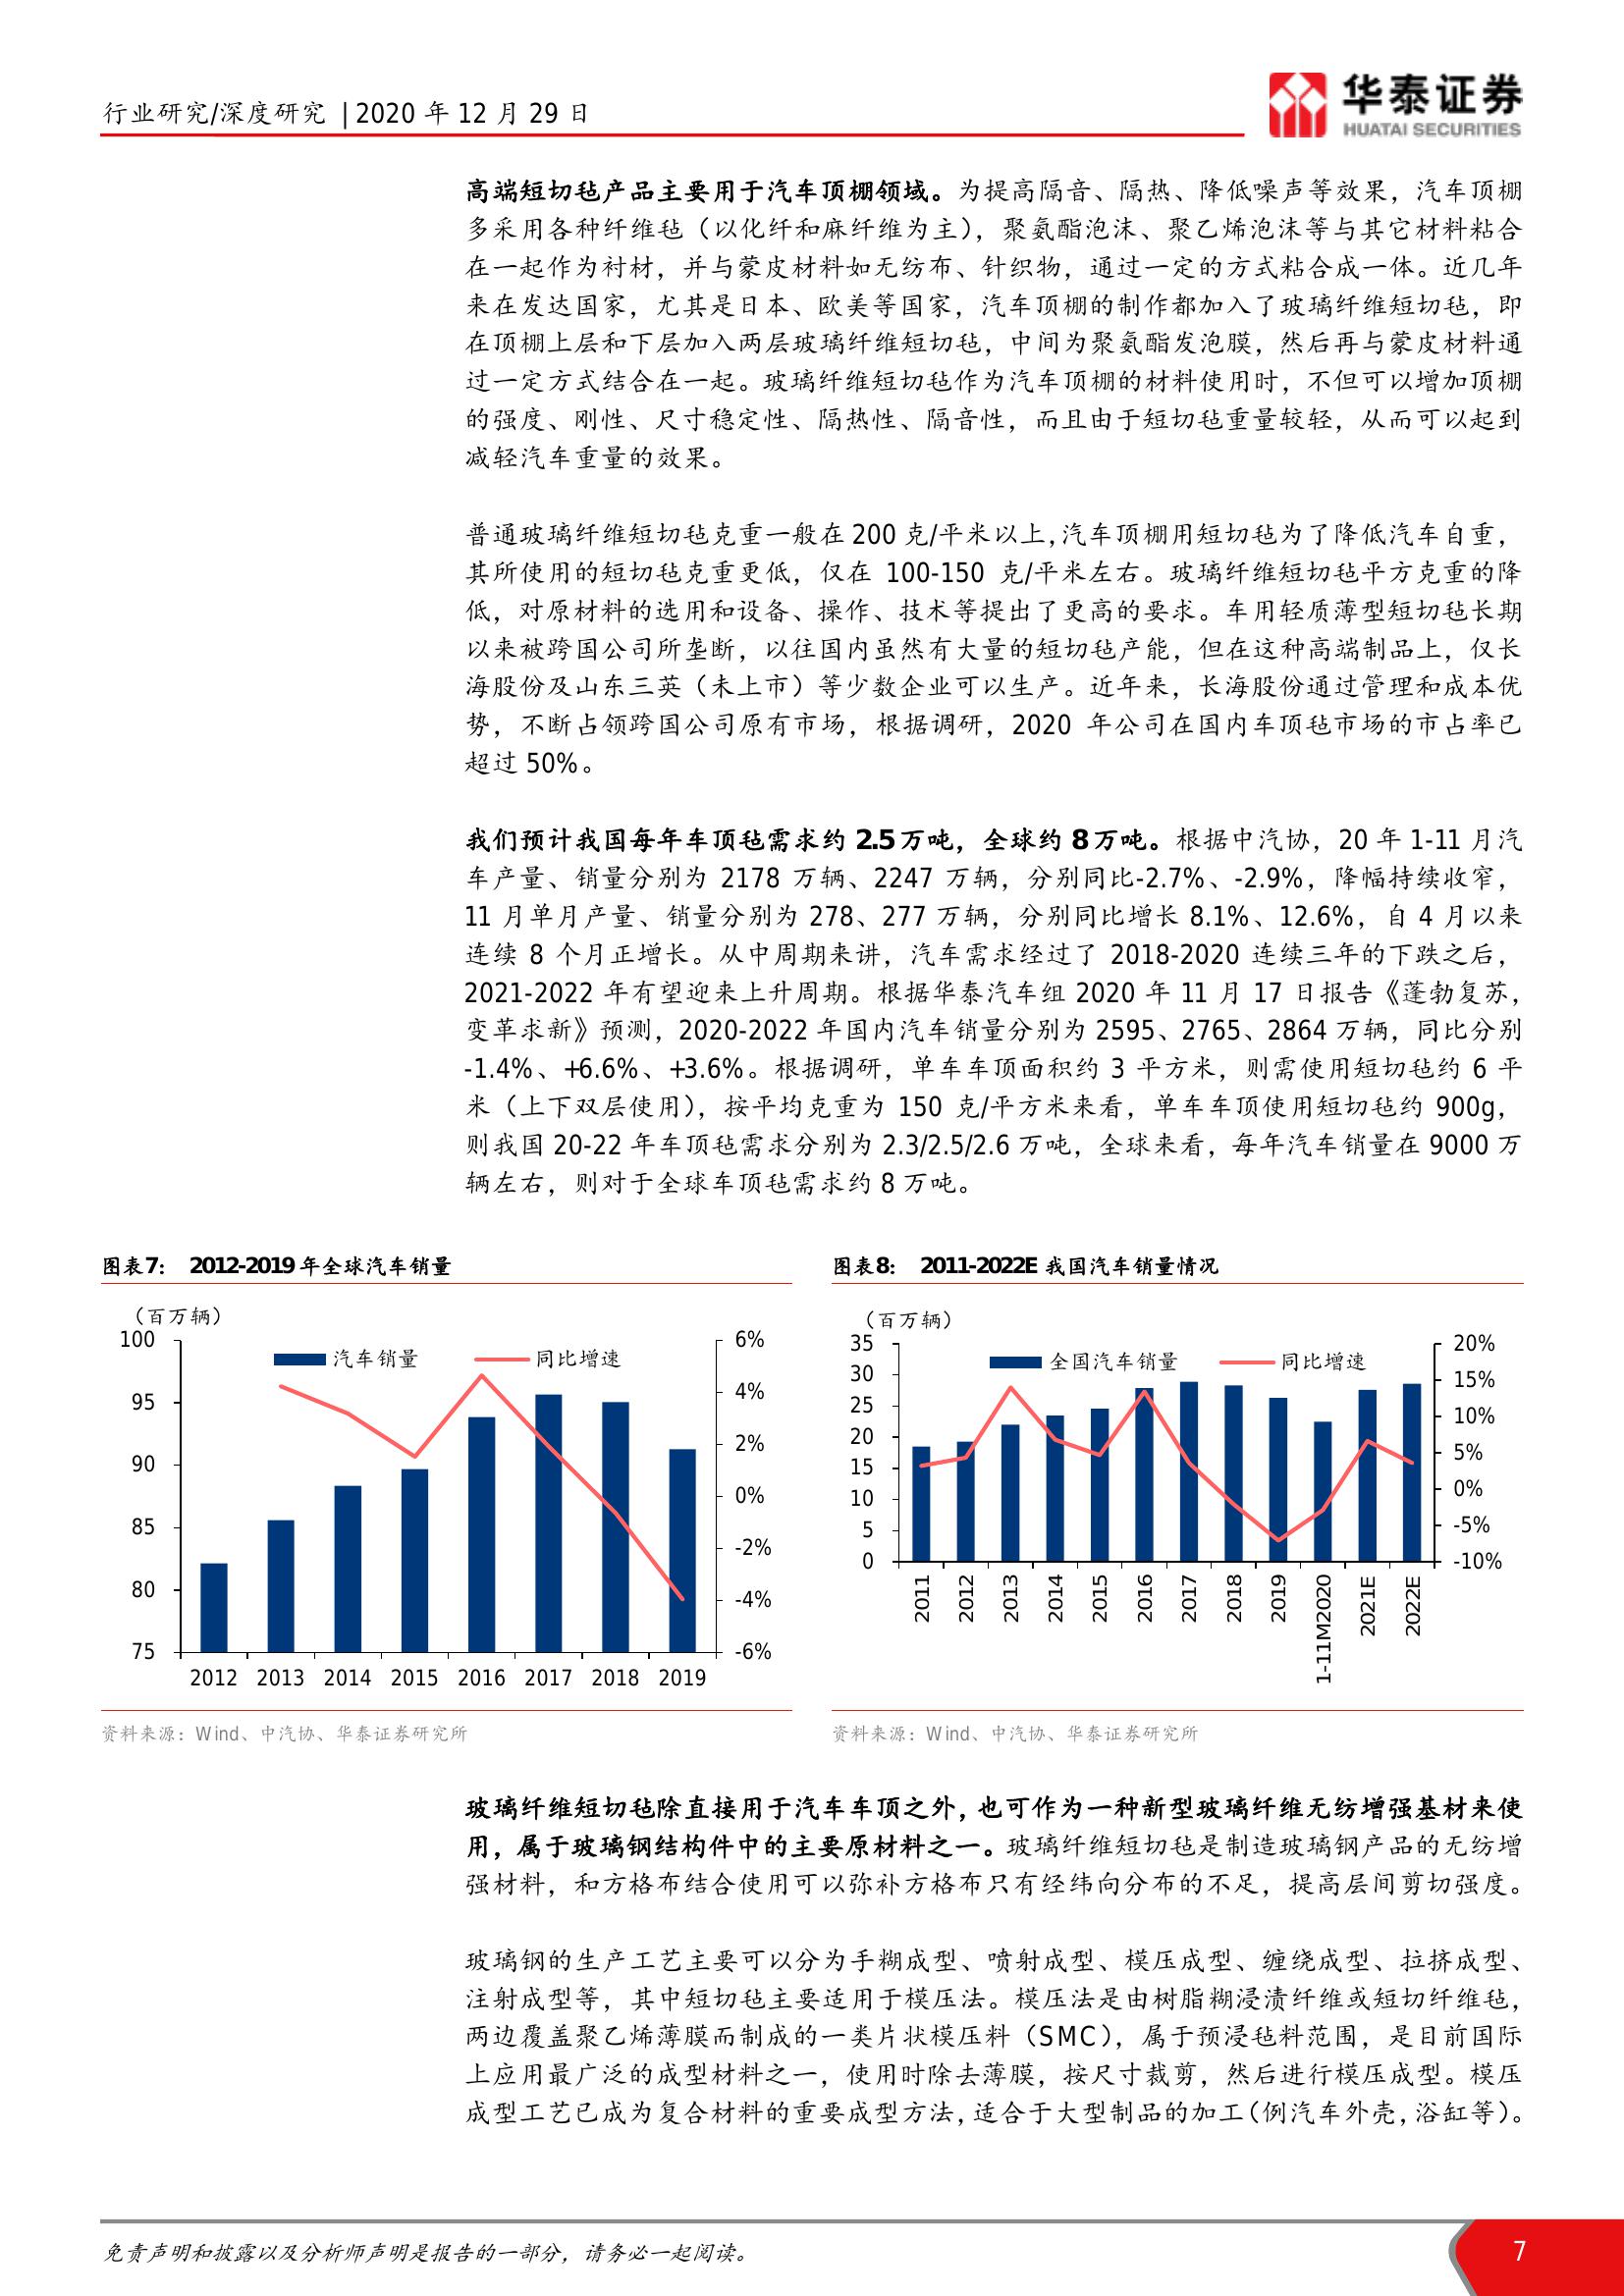 行业研究/深度研究 | 2020 年 12 月 29 日
华泰证券
HUATAI SECURITIES
高端短切毡产品主要用于汽车顶棚领域。为提高隔音、隔热、降低噪声等效果，汽车顶棚
多采用各种纤维毡（以化纤和麻纤维为主），聚氨酯泡沫、聚乙烯泡沫等与其它材料粘合
在一起作为衬材，并与蒙皮材料如无纺布、针织物，通过一定的方式粘合成一体。近几年
来在发达国家，尤其是日本、欧美等国家，汽车顶棚的制作都加入了玻璃纤维短切毡，即
在顶棚上层和下层加入两层玻璃纤维短切毡，中间为聚氨酯发泡膜，然后再与蒙皮材料通
过一定方式结合在一起。玻璃纤维短切毡作为汽车顶棚的材料使用时，不但可以增加顶棚
的强度、刚性、尺寸稳定性、隔热性、隔音性，而且由于短切毡重量较轻，从而可以起到
减轻汽车重量的效果。
普通玻璃纤维短切毡克重一般在 200 克/平米以上，汽车顶棚用短切毡为了降低汽车自重，
其所使用的短切毡克重更低，仅在 100-150 克/平米左右。玻璃纤维短切毡平方克重的降
低，对原材料的选用和设备、操作、技术等提出了更高的要求。车用轻质薄型短切毡长期
以来被跨国公司所垄断，以往国内虽然有大量的短切毡产能，但在这种高端制品上，仅长
海股份及山东三英（未上市）等少数企业可以生产。近年来，长海股份通过管理和成本优
势，不断占领跨国公司原有市场，根据调研，2020 年公司在国内车顶毡市场的市占率已
超过 50%。
我们预计我国每年车顶毡需求约 2.5 万吨，全球约 8 万吨。根据中汽协，20 年 1-11 月汽
车产量、销量分别为 2178 万辆、2247 万辆，分别同比-2.7%、-2.9%，降幅持续收窄，
11 月单月产量、销量分别为 278、277 万辆，分别同比增长 8.1%、12.6%，自 4 月以来
连续 8 个月正增长。从中周期来讲，汽车需求经过了 2018-2020 连续三年的下跌之后，
2021-2022 年有望迎来上升周期。根据华泰汽车组 2020 年 11 月 17 日报告《蓬勃复苏，
变革求新》预测，2020-2022 年国内汽车销量分别为 2595、2765、2864 万辆，同比分别
-1.4%、+6.6%、+3.6%。根据调研，单车车顶面积约 3 平方米，则需使用短切毡约 6 平
米（上下双层使用），按平均克重为 150 克/平方米来看，单车车顶使用短切毡约 900g，
则我国 20-22 年车顶毡需求分别为 2.3/2.5/2.6 万吨，全球来看，每年汽车销量在 9000 万
辆左右，则对于全球车顶毡需求约 8 万吨。
图表7： 2012-2019 年全球汽车销量
（百万辆）
汽车销量 同比增速
100
95
90
85
80
75
6%
4%
2%
0%
-2%
-4%
-6%
2012 2013 2014 2015 2016 2017 2018 2019
资料来源：Wind、中汽协、华泰证券研究所
图表8： 2011-2022E 我国汽车销量情况
（百万辆）
全国汽车销量 同比增速
35
30
25
20
15
10
5
0
20%
15%
10%
5%
0%
-5%
-10%
2011 2012 2013 2014 2015 2016 2017 2018 2019 1-11M2020 2021E 2022E
资料来源：Wind、中汽协、华泰证券研究所
玻璃纤维短切毡除直接用于汽车车顶之外，也可作为一种新型玻璃纤维无纺增强基材来使
用，属于玻璃钢结构件中的主要原材料之一。玻璃纤维短切毡是制造玻璃钢产品的无纺增
强材料，和方格布结合使用可以弥补方格布只有经纬向分布的不足，提高层间剪切强度。
玻璃钢的生产工艺主要可以分为手糊成型、喷射成型、模压成型、缠绕成型、拉挤成型、
注射成型等，其中短切毡主要适用于模压法。模压法是由树脂糊浸渍纤维或短切纤维毡，
两边覆盖聚乙烯薄膜而制成的一类片状模压料（SMC），属于预浸毡料范围，是目前国际
上应用最广泛的成型材料之一，使用时除去薄膜，按尺寸裁剪，然后进行模压成型。模压
成型工艺已成为复合材料的重要成型方法，适合于大型制品的加工（例汽车外壳，浴缸等）。
免责声明和披露以及分析师声明是报告的一部分，请务必一起阅读。
7